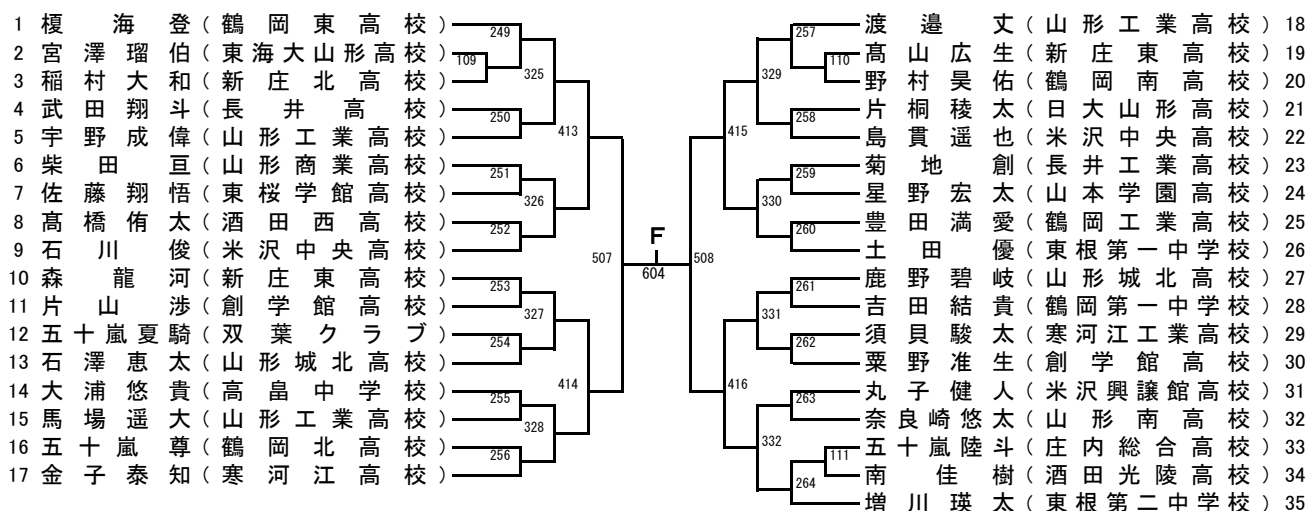 1 榎海登(鶴岡東高校)
2 宮澤瑠伯(東海大山形高校)
3 稲村大和(新庄北高校)
4 武田翔斗(長井高校)
5 宇野成偉(山形工業高校)
6 柴田亘(山形商業高校)
7 佐藤翔悟(東桜学館高校)
8 髙橋侑太(酒田西高校)
9 石川俊(米沢中央高校)
10 森龍河(新庄東高校)
11 片山渉(創学館高校)
12 五十嵐夏騎(双葉クラブ)
13 石澤恵太(山形城北高校)
14 大浦悠貴(高畠中学校)
15 馬場遥大(山形工業高校)
16 五十嵐尊(鶴岡北高校)
17 金子泰知(寒河江高校)
249
109
325
250
413
251
326
252
507
253
327
254
414
255
328
256
F
604
257
110
329
258
415
259
330
260
508
261
331
262
416
263
332
111
264
渡邉丈(山形工業高校) 18
髙山広生(新庄東高校) 19
野村昊佑(鶴岡南高校) 20
片桐稜太(日大山形高校) 21
島貫遥也(米沢中央高校) 22
菊地創(長井工業高校) 23
星野宏太(山本学園高校) 24
豊田満愛(鶴岡工業高校) 25
土田優(東根第一中学校) 26
鹿野碧岐(山形城北高校) 27
吉田結貴(鶴岡第一中学校) 28
須貝駿太(寒河江工業高校) 29
粟野准生(創学館高校) 30
丸子健人(米沢興譲館高校) 31
奈良崎悠太(山形南高校) 32
五十嵐陸斗(庄内総合高校) 33
南佳樹(酒田光陵高校) 34
増川瑛太(東根第二中学校) 35